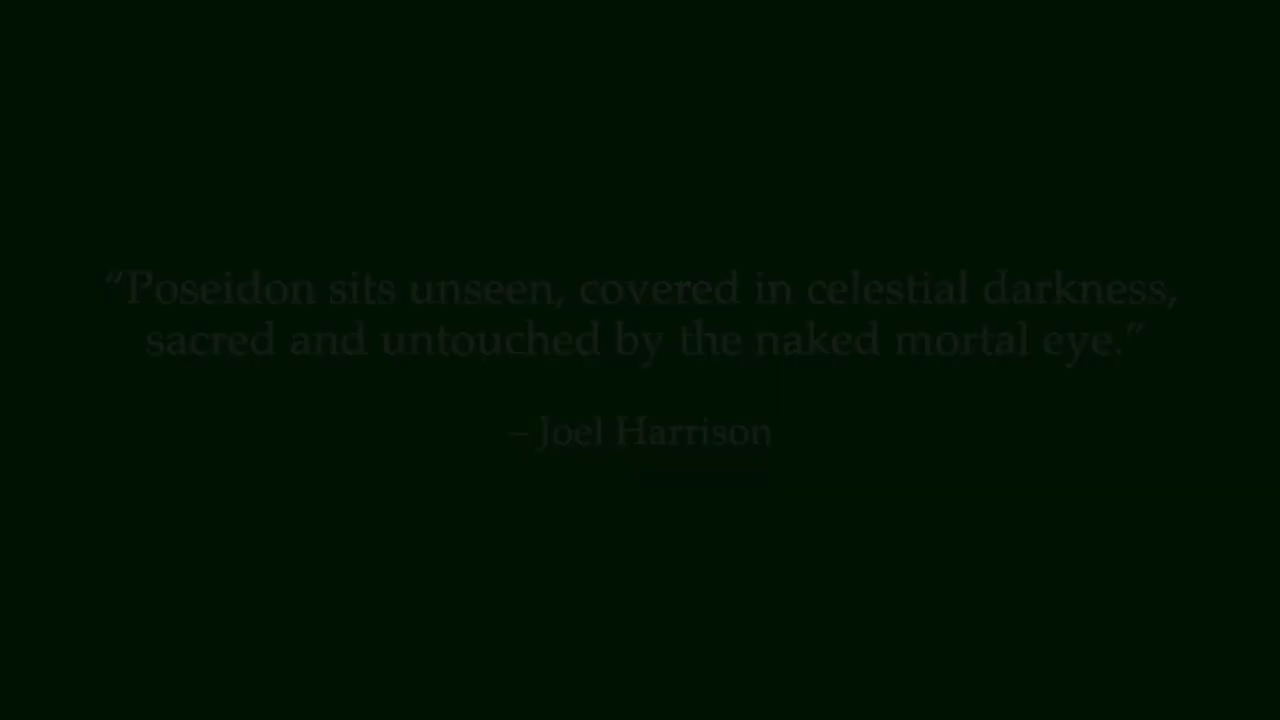 “Poseidon sits unseen, covered in celestial darkness,
sacred and untouched by the naked mortal eye.”
– Joel Harrison